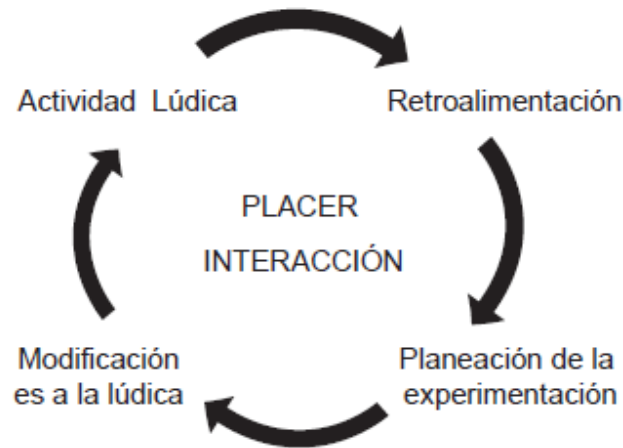 Actividad Lúdica
Retroalimentación
PLACER
INTERACCIÓN
Modificación
es a la lúdica
Planeación de la
experimentación